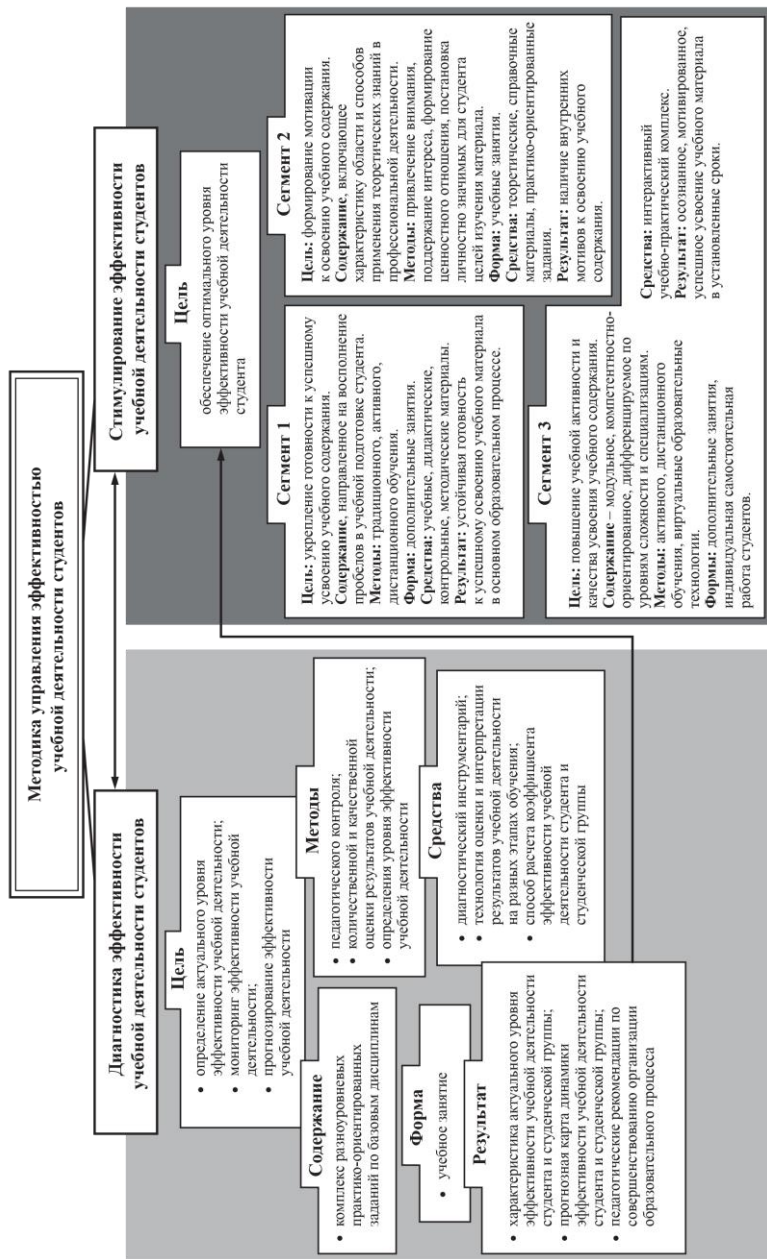 Методика управления эффективностью
учебной деятельности студентов
Диагностика эффективности
учебной деятельности студентов
Цель
• определение актуального уровня
эффективности учебной деятельности;
• мониторинг эффективности учебной
деятельности;
• прогнозирование эффективности
учебной деятельности
Содержание
• комплекс разноуровневых
практико-ориентированных
заданий по базовым дисциплинам
Методы
• педагогического контроля;
• количественной и качественной
оценки результатов учебной деятельности;
• определения уровня эффективности
учебной деятельности
Форма
• учебное занятие
Средства
• диагностический инструментарий;
• технология оценки и интерпретации
результатов учебной деятельности
на разных этапах обучения;
• способ расчета коэффициента
эффективности учебной
деятельности студента и
студенческой группы
Результат
• характеристика актуального уровня
эффективности учебной деятельности
студента и студенческой группы;
• прогнозная карта динамики
эффективности учебной деятельности
студента и студенческой группы;
• педагогические рекомендации по
совершенствованию организации
образовательного процесса
Стимулирование эффективности
учебной деятельности студентов
Цель
обеспечение оптимального уровня
эффективности учебной деятельности
студента
Сегмент 1
Цель: укрепление готовности к успешному
усвоению учебного содержания.
Содержание, направленное на восполнение
пробелов в учебной подготовке студента.
Методы: традиционного, активного,
дистанционного обучения.
Форма: дополнительные занятия.
Средства: учебные, дидактические,
контрольные, методические материалы.
Результат: устойчивая готовность
к успешному освоению учебного материала
в основном образовательном процессе.
Сегмент 2
Цель: формирование мотивации
к освоению учебного содержания.
Содержание, включающее
характеристику области и способов
применения теоретических знаний в
профессиональной деятельности.
Методы: привлечение внимания,
поддержание интереса, формирование
ценностного отношения, постановка
личностно значимых для студента
целей изучения материала.
Форма: учебные занятия.
Средства: теоретические, справочные
материалы, практико-ориентированные
задания.
Результат: наличие внутренних
мотивов к освоению учебного
содержания.
Сегмент 3
Цель: повышение учебной активности и
качества усвоения учебного содержания.
Содержание – модульное, компетентностно-
ориентированное, дифференцируемое по
уровням сложности и специализациям.
Методы: активного, дистанционного
обучения, виртуальные образовательные
технологии.
Формы: дополнительные занятия,
индивидуальная самостоятельная
работа студентов.
Средства: интерактивный
учебно-практический комплекс.
Результат: осознанное, мотивированное,
успешное усвоение учебного материала
в установленные сроки.